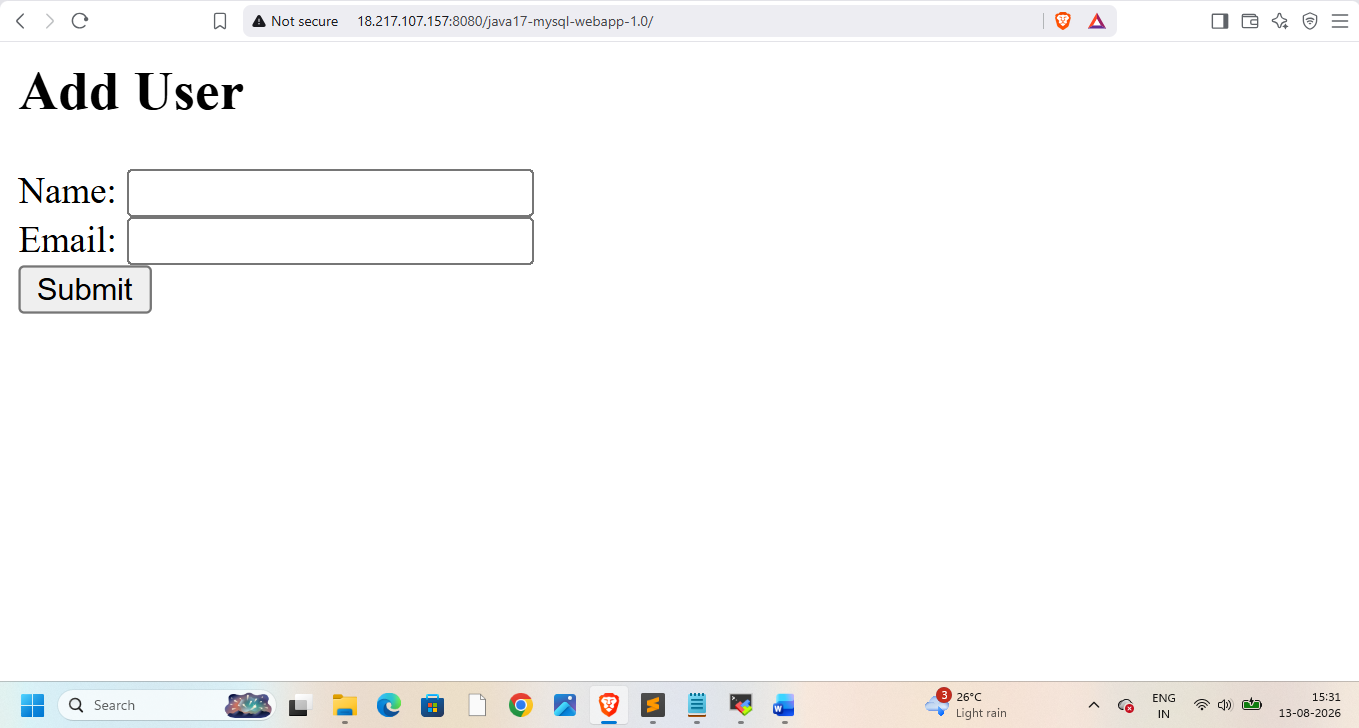 Not secure 18.217.107.157:8080/java17-mysql-webapp-1.0/
Add User
Name:
Email:
Submit
Search
3
26°C
Light rain
ENG
IN
15:31
13-08-2026